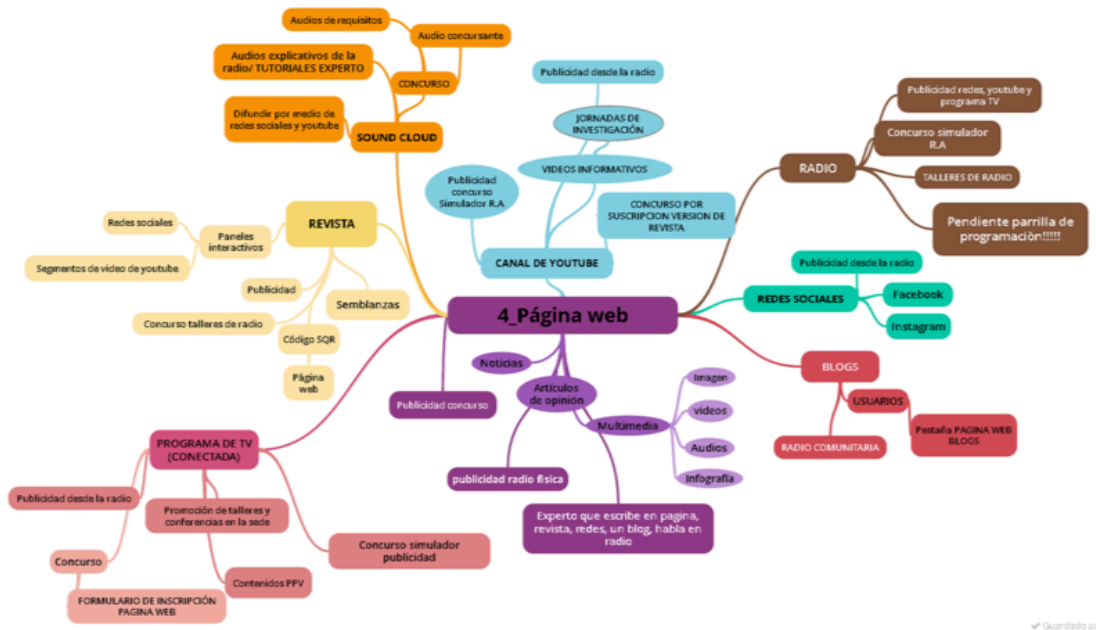 Audios de requisitos
Audio concursante
Audios explicativos de la
radio/ TUTORIALES EXPERTO
CONCURSO
Difundir por medio de
redes sociales y youtube
SOUND CLOUD
Publicidad desde la radio
JORNADAS DE
INVESTIGACIÓN
VIDEOS INFORMATIVOS
Publicidad
concurso
Simulador R.A
CONCURSO POR
SUSCRIPCION VERSION DE
REVISTA
CANAL DE YOUTUBE
Publicidad redes, youtube y
programa TV
Concurso simulador
R.A
RADIO
TALLERES DE RADIO
Pendiente parrilla de
programación!!!!!
REVISTA
Redes sociales
Paneles
interactivos
Segmentos de video de youtube
Publicidad
Semblanzas
Concurso talleres de radio
Código SQR
Página
web
4_Página web
Publicidad desde la radio
REDES SOCIALES
Facebook
Instagram
BLOGS
USUARIOS
Pestaña PAGINA WEB
BLOGS
RADIO COMUNITARIA
Noticias
Artículos
de opinión
Publicidad concurso
Multimedia
Imagen
videos
Audios
Infografía
publicidad radio fisica
Experto que escribe en pagina,
revista, redes, un blog, habla en
radio
PROGRAMA DE TV
(CONECTADA)
Publicidad desde la radio
Promoción de talleres y
conferencias en la sede
Concurso simulador
publicidad
Concurso
Contenidos PPV
FORMULARIO DE INSCRIPCIÓN
PAGINA WEB
Guardado